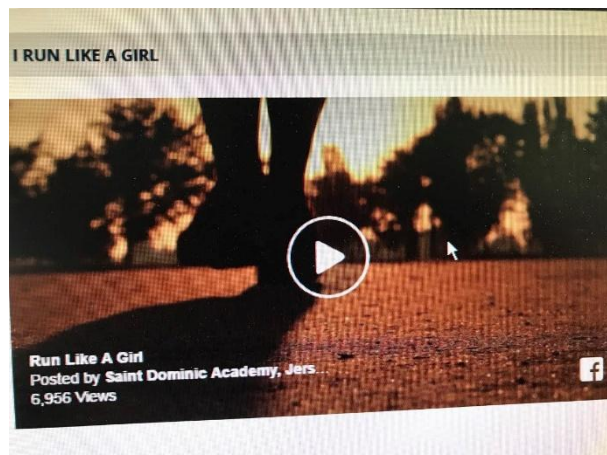 I RUN LIKE A GIRL
Run Like A Girl
Posted by Saint Dominic Academy, Jers...
6,956 Views
f